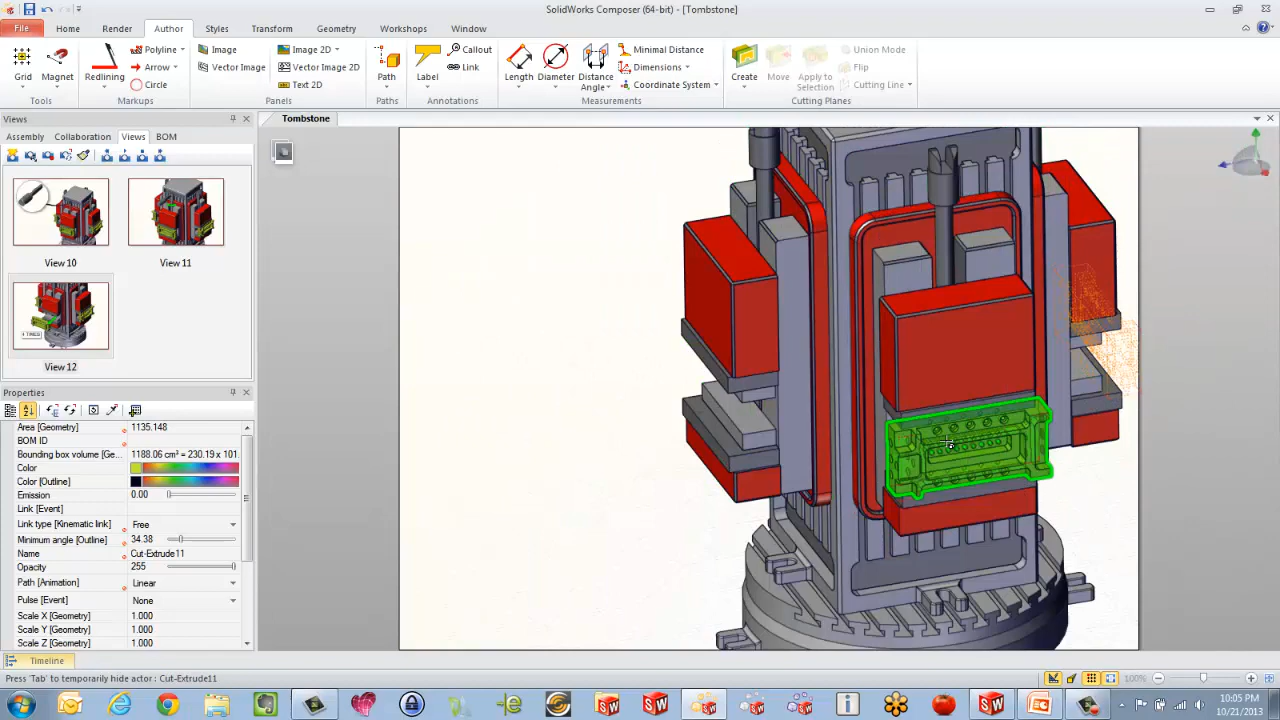 SolidWorks Composer (64-bit) - [Tombstone]
File Home Render Author Styles Transform Geometry Workshops Window
Grid Magnet
Tools
Redlining Polyline Arrow Circle
Markups
Image Vector Image Image 2D Vector Image 2D Text 2D
Panels
Path
Paths
Label Callout Link
Annotations
Length Diameter Distance Angle Minimal Distance Dimensions Coordinate System
Measurements
Create Move Apply to Selection Union Mode Flip Cutting Line
Cutting Planes
Views
Assembly Collaboration Views BOM
View 10
View 11
View 12
Tombstone
Properties
Area [Geometry] 1135.148
BOM ID
Bounding box volume [Ge 1188.06 cm³ = 230.19 x 101.
Color
Color [Outline]
Emission 0.00
Link [Event]
Link type [Kinematic link] Free
Minimum angle [Outline] 34.38
Name Cut-Extrude11
Opacity 255
Path [Animation] Linear
Pulse [Event] None
Scale X [Geometry] 1.000
Scale Y [Geometry] 1.000
Scale Z [Geometry] 1.000
Timeline
Press 'Tab' to temporarily hide actor : Cut-Extrude11
100%
10:05 PM
10/21/2013